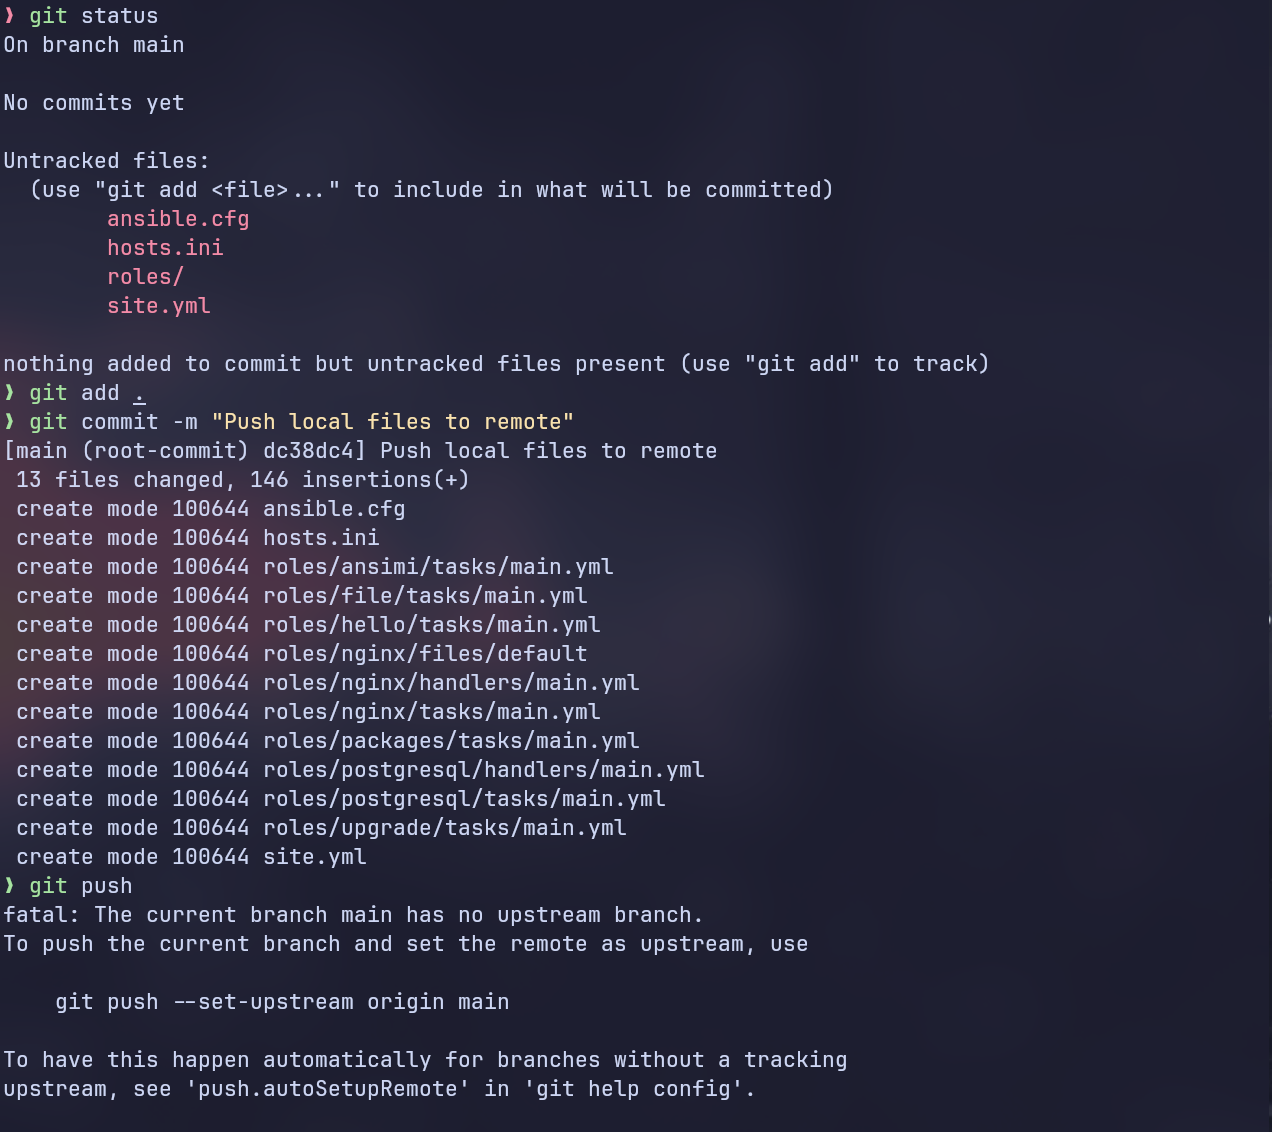 ❱ git status
On branch main

No commits yet

Untracked files:
  (use "git add <file>..." to include in what will be committed)
        ansible.cfg
        hosts.ini
        roles/
        site.yml

nothing added to commit but untracked files present (use "git add" to track)
❱ git add .
❱ git commit -m "Push local files to remote"
[main (root-commit) dc38dc4] Push local files to remote
 13 files changed, 146 insertions(+)
 create mode 100644 ansible.cfg
 create mode 100644 hosts.ini
 create mode 100644 roles/ansimi/tasks/main.yml
 create mode 100644 roles/file/tasks/main.yml
 create mode 100644 roles/hello/tasks/main.yml
 create mode 100644 roles/nginx/files/default
 create mode 100644 roles/nginx/handlers/main.yml
 create mode 100644 roles/nginx/tasks/main.yml
 create mode 100644 roles/packages/tasks/main.yml
 create mode 100644 roles/postgresql/handlers/main.yml
 create mode 100644 roles/postgresql/tasks/main.yml
 create mode 100644 roles/upgrade/tasks/main.yml
 create mode 100644 site.yml
❱ git push
fatal: The current branch main has no upstream branch.
To push the current branch and set the remote as upstream, use

    git push --set-upstream origin main

To have this happen automatically for branches without a tracking
upstream, see 'push.autoSetupRemote' in 'git help config'.